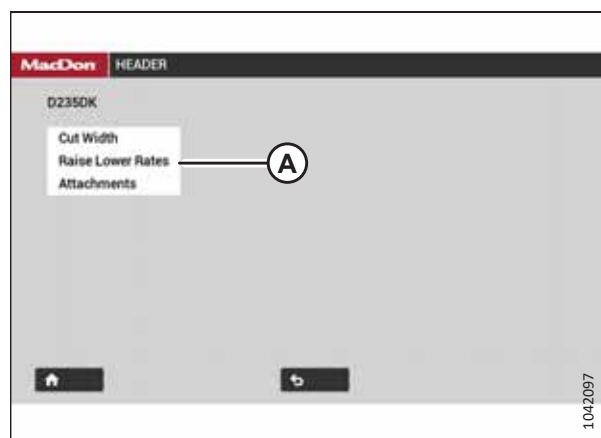 MacDon HEADER
D235DK
Cut Width
Raise Lower Rates
Attachments
A
1042097